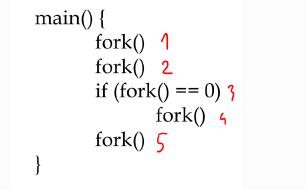 main() {
fork() 1
fork() 2
if (fork() == 0) 3
fork() 4
fork() 5
}